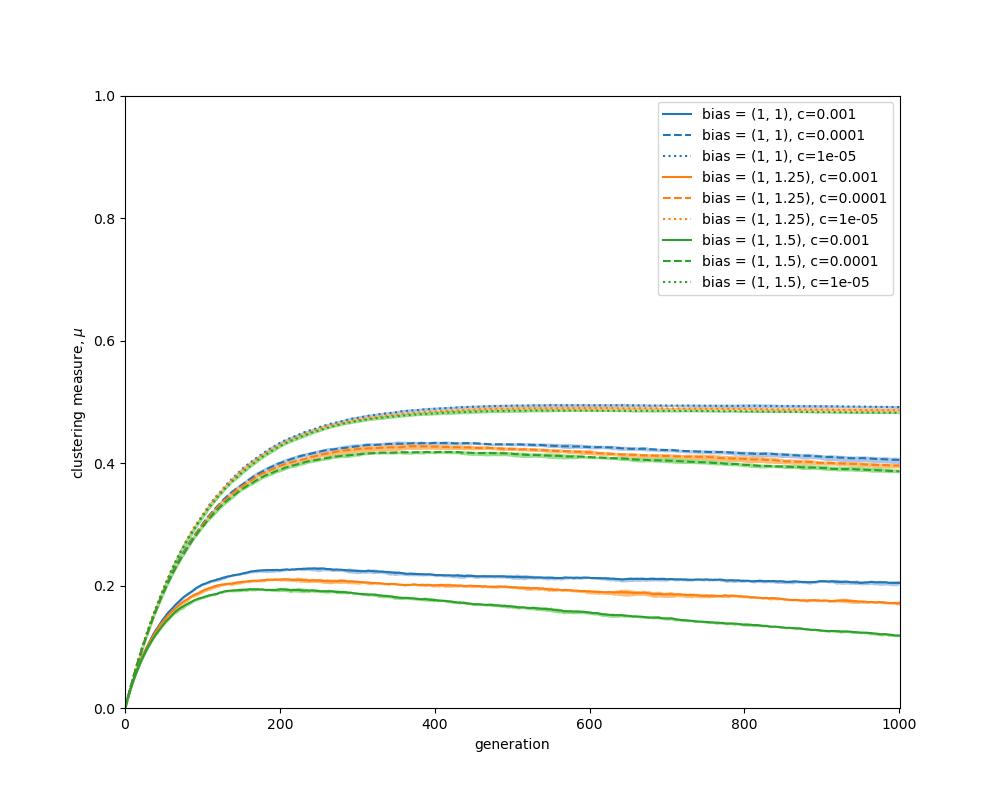 1.0
0.8
0.6
0.4
0.2
0.0
clustering measure, μ
bias = (1, 1), c=0.001
bias = (1, 1), c=0.0001
bias = (1, 1), c=1e-05
bias = (1, 1.25), c=0.001
bias = (1, 1.25), c=0.0001
bias = (1, 1.25), c=1e-05
bias = (1, 1.5), c=0.001
bias = (1, 1.5), c=0.0001
bias = (1, 1.5), c=1e-05
0 200 400 600 800 1000
generation